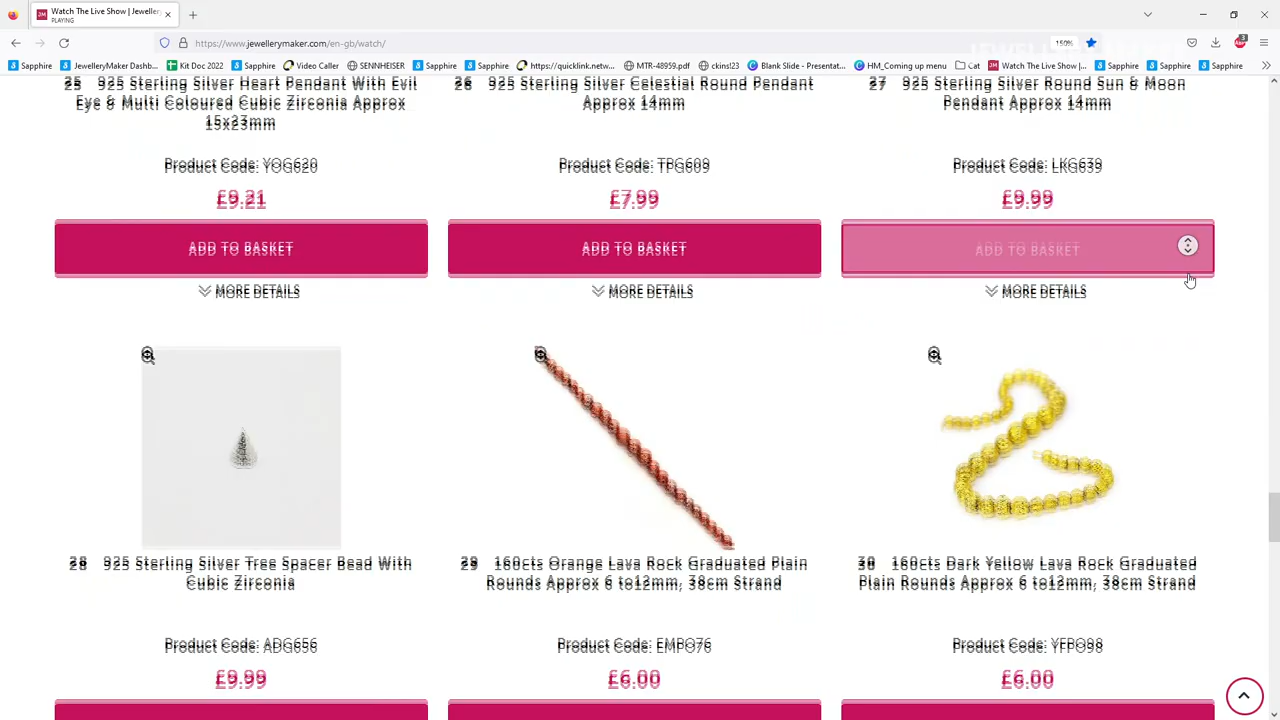 Watch The Live Show | Jeweller
PLAYING
https://www.jewellerymaker.com/en-gb/watch/
150%
3
Sapphire
JewelleryMaker Dashb...
Kit Doc 2022
Sapphire
Video Caller
SENNHEISER
Sapphire
Sapphire
https://quicklink.netw...
MTR-48959.pdf
ckins!23
Blank Slide - Presentat...
HM_Coming up menu
Cat
Watch The Live Show |...
Sapphire
Sapphire
Sapphire
25 925 Sterling Silver Heart Pendant With Evil
Eye & Multi Coloured Cubic Zirconia Approx
15x23mm
Product Code: YOG620
£9.21
ADD TO BASKET
MORE DETAILS
26 925 Sterling Silver Celestial Round Pendant
Approx 14mm
Product Code: TPG609
£7.99
ADD TO BASKET
MORE DETAILS
27 925 Sterling Silver Round Sun & Moon
Pendant Approx 14mm
Product Code: LKG639
£9.99
ADD TO BASKET
MORE DETAILS
28 925 Sterling Silver Tree Spacer Bead With
Cubic Zirconia
Product Code: ADG656
£9.99
29 160cts Orange Lava Rock Graduated Plain
Rounds Approx 6 to12mm, 38cm Strand
Product Code: EMPO76
£6.00
30 160cts Dark Yellow Lava Rock Graduated
Plain Rounds Approx 6 to12mm, 38cm Strand
Product Code: YFPO98
£6.00